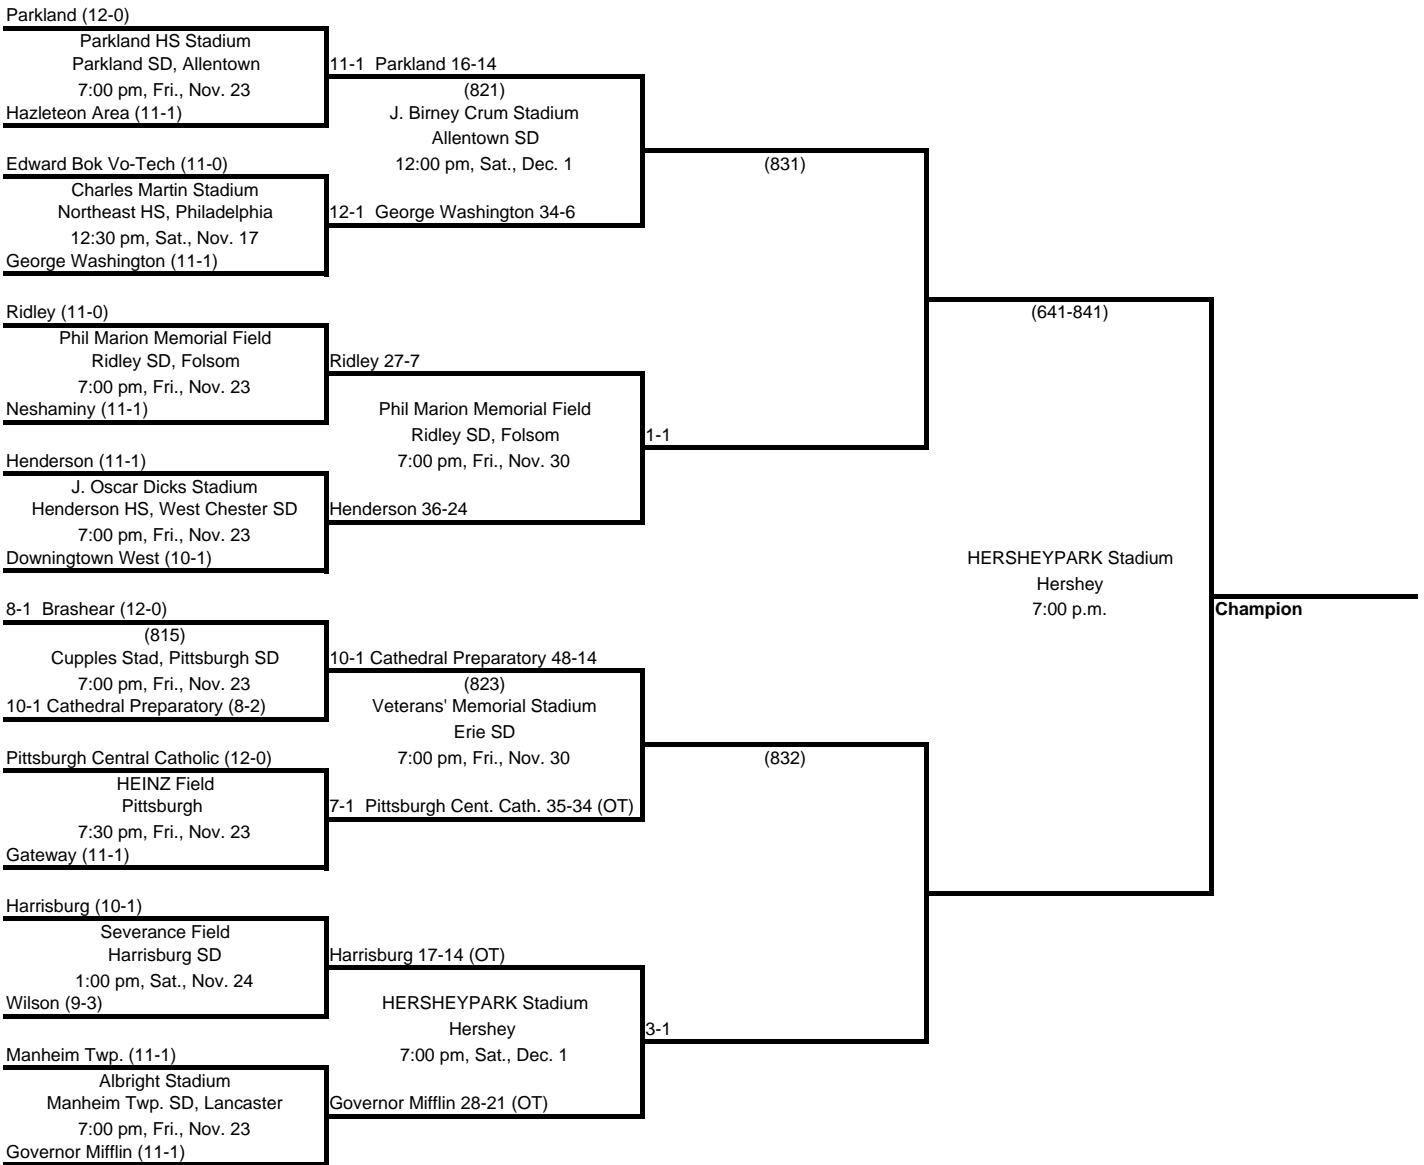 Parkland (12-0)
Parkland HS Stadium
Parkland SD, Allentown
7:00 pm, Fri., Nov. 23
Hazleteon Area (11-1)
11-1 Parkland 16-14
(821)
J. Birney Crum Stadium
Allentown SD
12:00 pm, Sat., Dec. 1
Edward Bok Vo-Tech (11-0)
Charles Martin Stadium
Northeast HS, Philadelphia
12:30 pm, Sat., Nov. 17
George Washington (11-1)
12-1 George Washington 34-6
(831)
Ridley (11-0)
Phil Marion Memorial Field
Ridley SD, Folsom
7:00 pm, Fri., Nov. 23
Neshaminy (11-1)
Ridley 27-7
Phil Marion Memorial Field
Ridley SD, Folsom
7:00 pm, Fri., Nov. 30
1-1
Henderson (11-1)
J. Oscar Dicks Stadium
Henderson HS, West Chester SD
7:00 pm, Fri., Nov. 23
Downingtown West (10-1)
Henderson 36-24
(641-841)
HERSHEYPARK Stadium
Hershey
7:00 p.m.
Champion
8-1 Brashear (12-0)
(815)
Cupples Stad, Pittsburgh SD
7:00 pm, Fri., Nov. 23
10-1 Cathedral Preparatory (8-2)
10-1 Cathedral Preparatory 48-14
(823)
Veterans' Memorial Stadium
Erie SD
7:00 pm, Fri., Nov. 30
Pittsburgh Central Catholic (12-0)
HEINZ Field
Pittsburgh
7:30 pm, Fri., Nov. 23
Gateway (11-1)
7-1 Pittsburgh Cent. Cath. 35-34 (OT)
(832)
Harrisburg (10-1)
Severance Field
Harrisburg SD
1:00 pm, Sat., Nov. 24
Wilson (9-3)
Harrisburg 17-14 (OT)
HERSHEYPARK Stadium
Hershey
7:00 pm, Sat., Dec. 1
3-1
Manheim Twp. (11-1)
Albright Stadium
Manheim Twp. SD, Lancaster
7:00 pm, Fri., Nov. 23
Governor Mifflin (11-1)
Governor Mifflin 28-21 (OT)